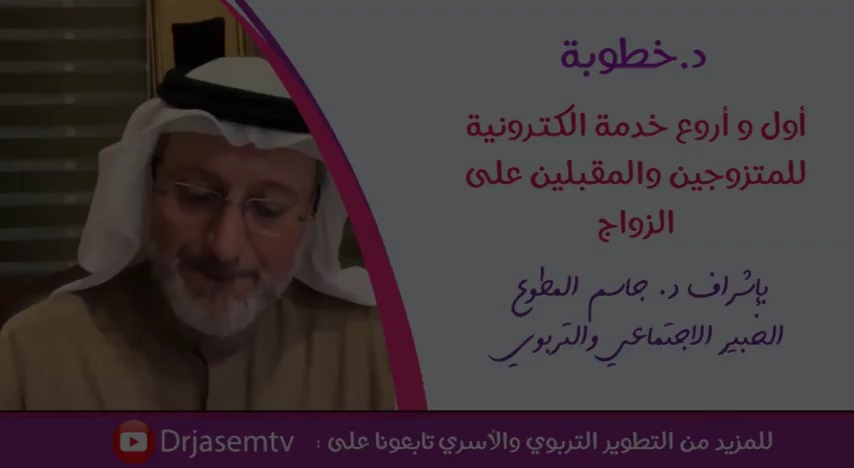 د.خطوبة
أول و أروع خدمة الكترونية
للمتزوجين والمقبلين على
الزواج
بإشراف د. جاسم المطوع
الخبير الاجتماعي والتربوي
للمزيد من التطوير التربوي والأسري تابعونا على : Drjasemtv